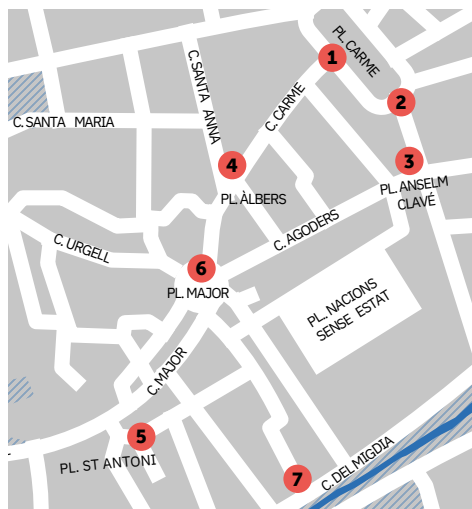 PL. CARME
1
2
C. SANTA ANNA
C. CARME
C. SANTA MARIA
3
4
PL. ANSELM
CLAVÉ
PL. ÀLBERS
C. AGODERS
C. URGELL
6
PL. MAJOR
PL. NACIONS
SENSE ESTAT
C. MAJOR
5
PL. ST ANTONI
C. DEL MIGDIA
7